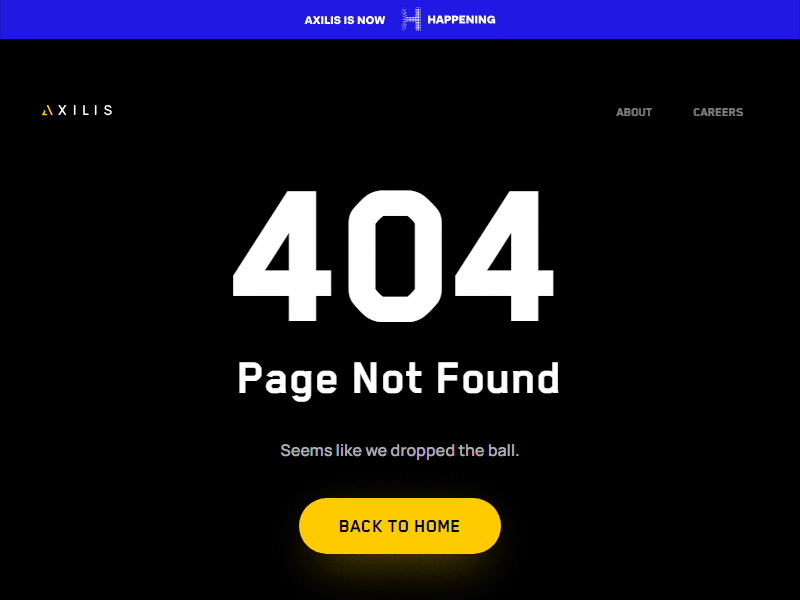 AXILIS IS NOW HAPPENING
AXILIS
ABOUT CAREERS
404
Page Not Found
Seems like we dropped the ball.
BACK TO HOME